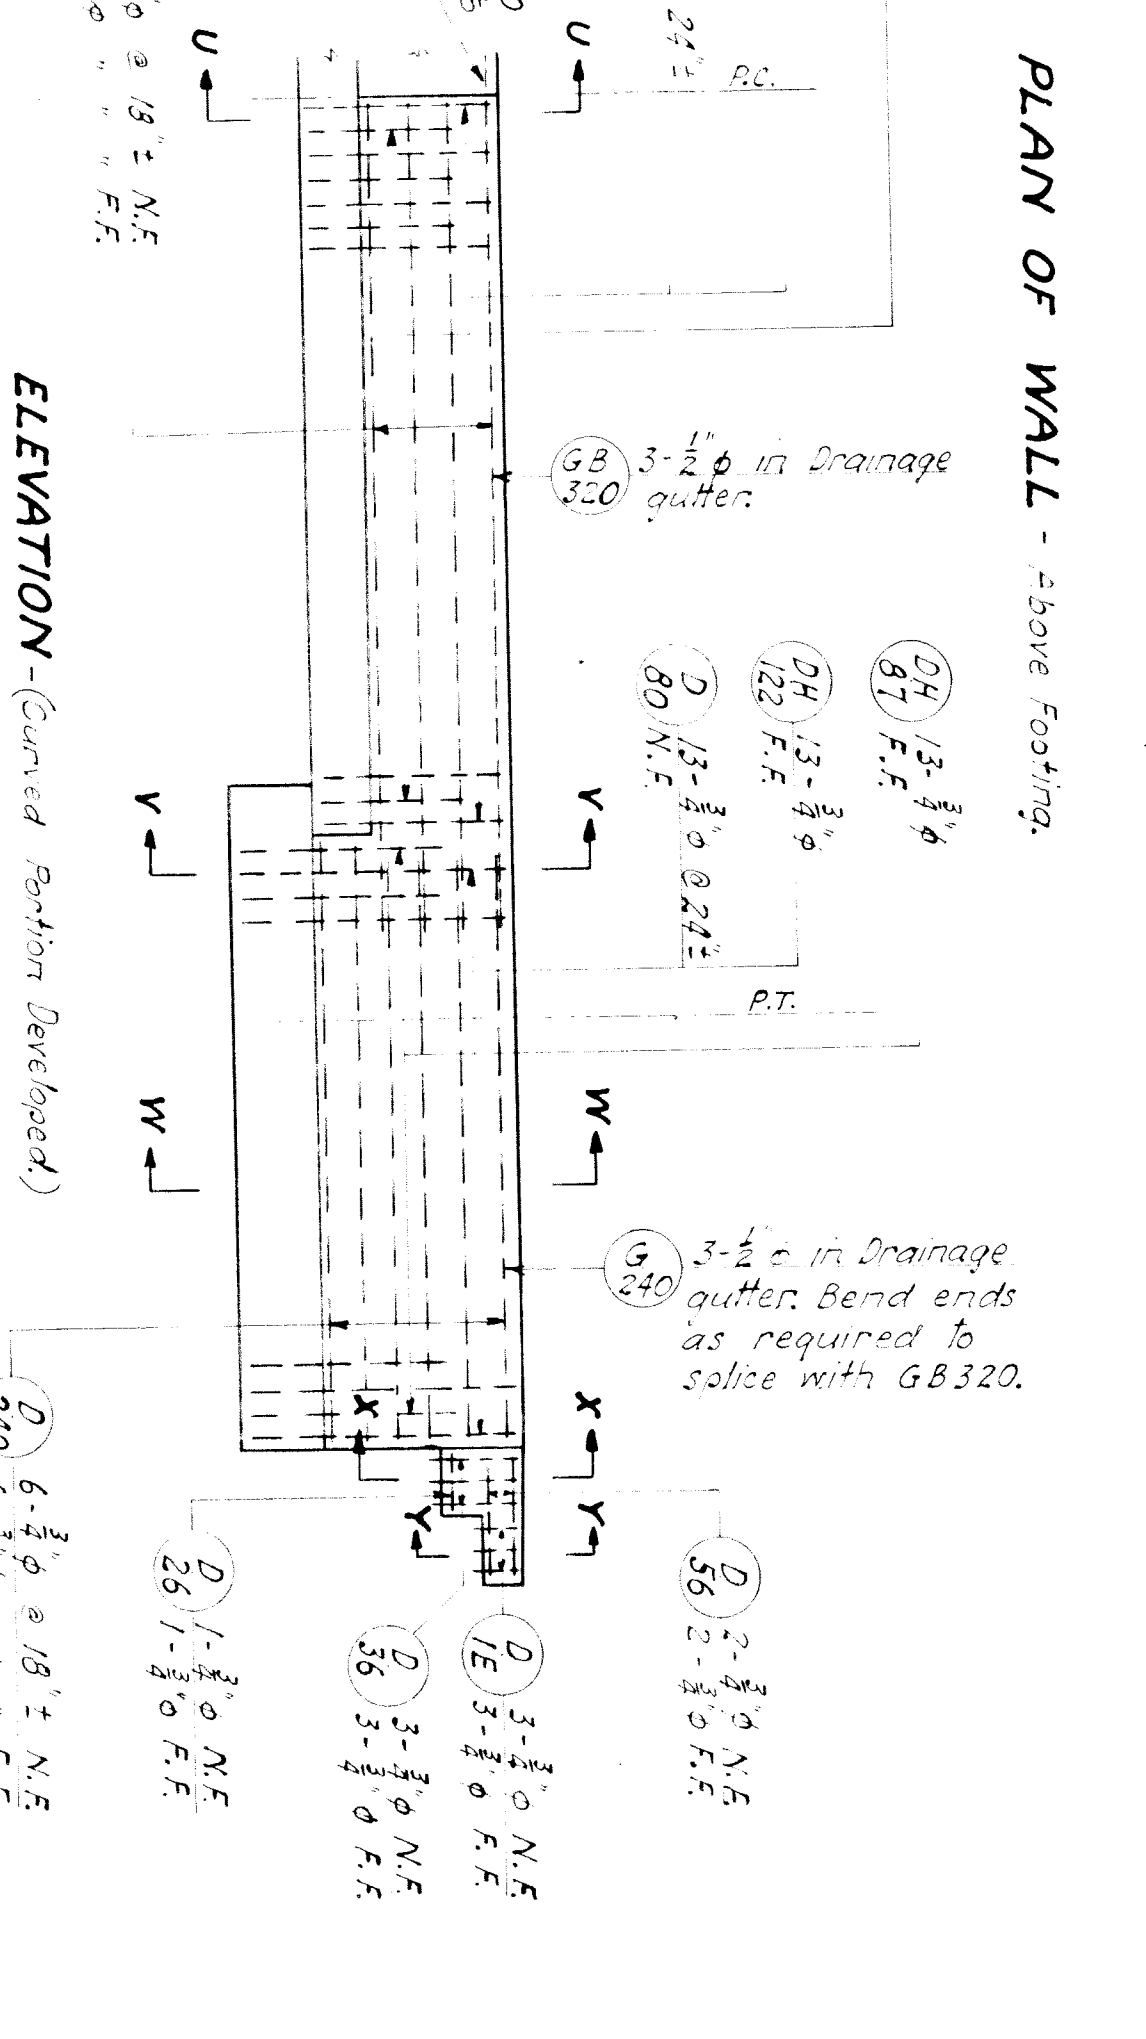 PLAN OF WALL - Above Footing.
24"±
P.C.
U
U
GB
320
3-1/2"φ in Drainage
gutter.
DH
87
13-3/4"φ
F.F.
DH
122
13-3/4"φ
F.F.
D
80
13-3/4"φ @ 24"±
N.F.
V
V
P.T.
W
W
G
240
3-1/2"φ in Drainage
gutter. Bend ends
as required to
splice with GB320.
X
X
Y
Y
D
56
2-3/4"φ N.F.
2-3/4"φ F.F.
D
1E
3-3/4"φ N.F.
3-3/4"φ F.F.
D
36
3-3/4"φ N.F.
3-3/4"φ F.F.
D
26
1-3/4"φ N.F.
1-3/4"φ F.F.
D
240
6-3/4"φ @ 18"± N.F.
F.F.
φ @ 18"± N.F.
φ " " " F.F.
ELEVATION-(Curved Portion Developed.)